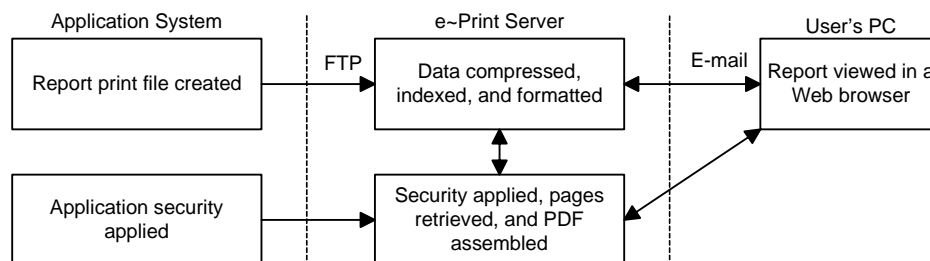 Application System
e~Print Server
User's PC
Report print file created
FTP
Data compressed,
indexed, and formatted
E-mail
Report viewed in a
Web browser
Application security
applied
Security applied, pages
retrieved, and PDF
assembled